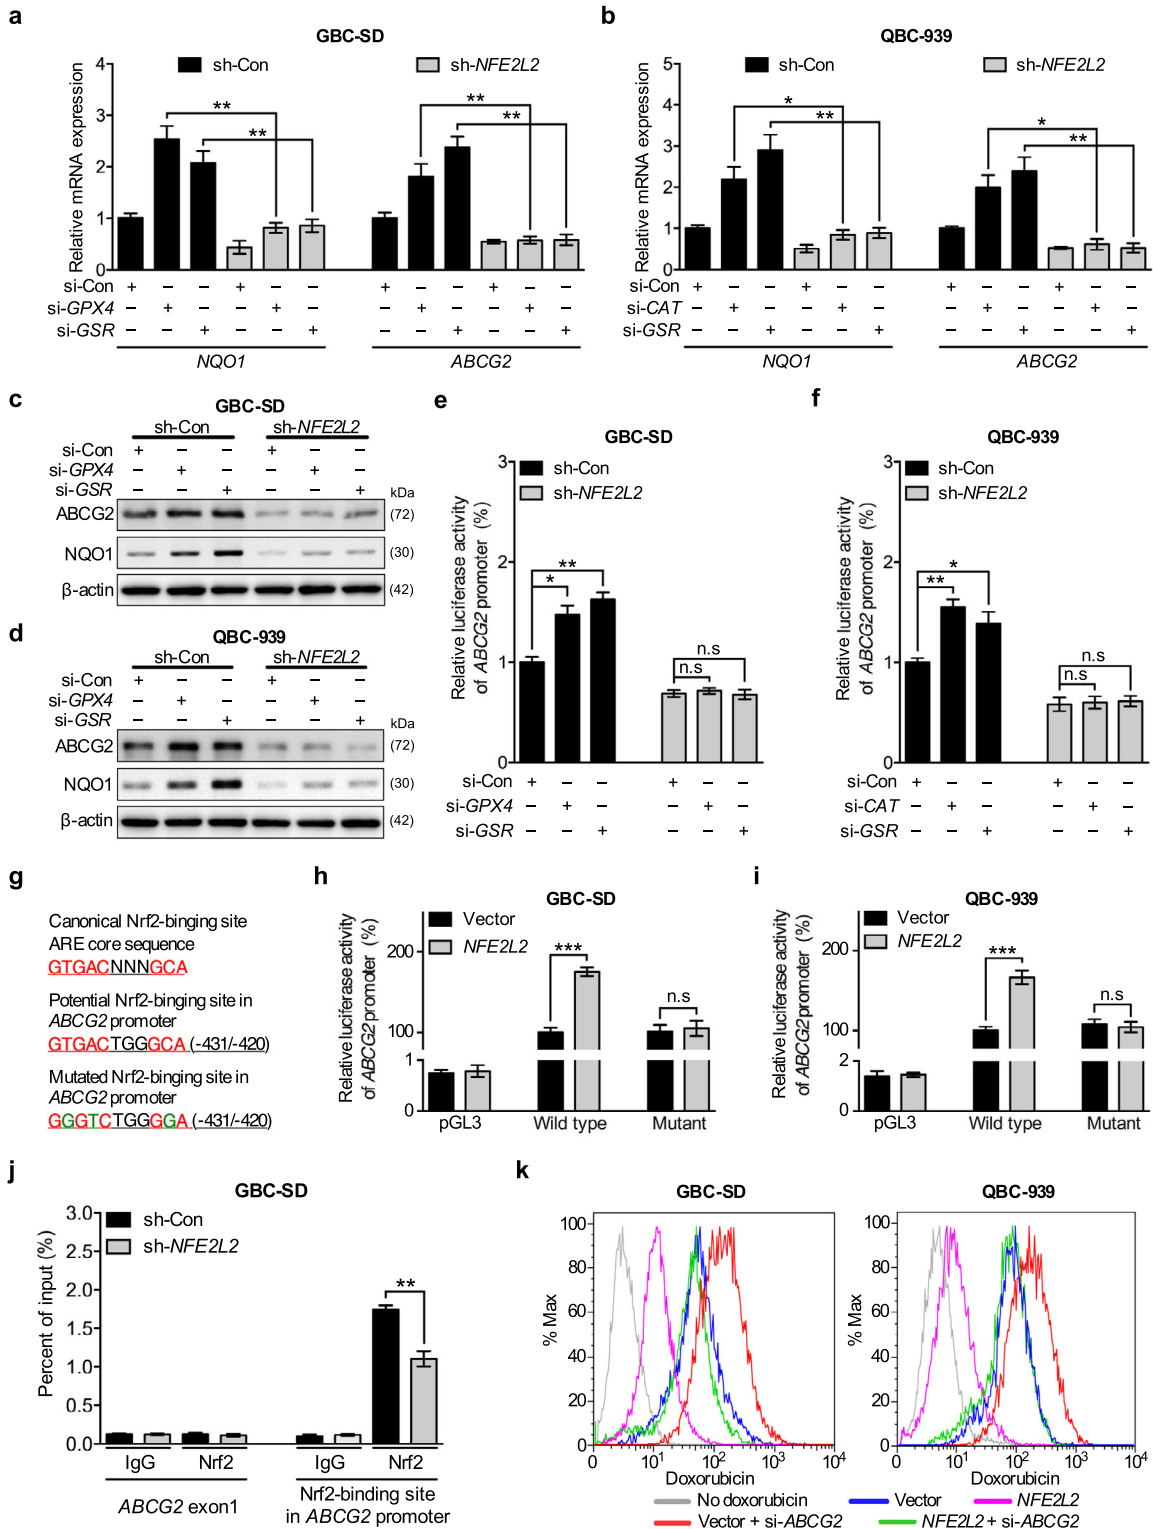 a
GBC-SD
sh-Con
sh-NFE2L2
Relative mRNA expression
4
3
2
1
0
** ** ** **
si-Con + – – – – – + – – – – –
si-GPX4 – + – – + – – + – – + –
si-GSR – – + – – + – – + – – +
NQO1
ABCG2
b
QBC-939
sh-Con
sh-NFE2L2
Relative mRNA expression
5
4
3
2
1
0
* ** * **
si-Con + – – + – – + – – + – –
si-CAT – + – – + – – + – – + –
si-GSR – – + – – + – – + – – +
NQO1
ABCG2
c
GBC-SD
sh-Con
sh-NFE2L2
si-Con + – – + – –
si-GPX4 – + – – + –
si-GSR – – + – – +
kDa
ABCG2 (72)
NQO1 (30)
β-actin (42)
d
QBC-939
sh-Con
sh-NFE2L2
si-Con + – – + – –
si-GPX4 – + – – + –
si-GSR – – + – – +
kDa
ABCG2 (72)
NQO1 (30)
β-actin (42)
e
GBC-SD
sh-Con
sh-NFE2L2
Relative luciferase activity
of ABCG2 promoter (%)
3
2
1
0
**
*
n.s
n.s
si-Con + – – + – –
si-GPX4 – + – – + –
si-GSR – – + – – +
f
QBC-939
sh-Con
sh-NFE2L2
Relative luciferase activity
of ABCG2 promoter (%)
3
2
1
0
*
**
n.s
n.s
si-Con + – – + – –
si-CAT – + – – + –
si-GSR – – + – – +
g
Canonical Nrf2-binging site
ARE core sequence
GTGACNNNGCA
Potential Nrf2-binging site in
ABCG2 promoter
GTGACTGGGCA (-431/-420)
Mutated Nrf2-binging site in
ABCG2 promoter
GGGTCTGGGGA (-431/-420)
h
GBC-SD
Vector
NFE2L2
Relative luciferase activity
of ABCG2 promoter (%)
200
100
1
0
***
n.s
pGL3
Wild type
Mutant
i
QBC-939
Vector
NFE2L2
Relative luciferase activity
of ABCG2 promoter (%)
200
100
2
0
***
n.s
pGL3
Wild type
Mutant
j
GBC-SD
sh-Con
sh-NFE2L2
Percent of input (%)
3.0
2.0
1.5
1.0
0.5
0.0
**
IgG Nrf2 IgG Nrf2
ABCG2 exon1
Nrf2-binding site
in ABCG2 promoter
k
GBC-SD
% Max
100
80
60
40
20
0
0 10¹ 10² 10³ 10⁴
Doxorubicin
QBC-939
% Max
100
80
60
40
20
0
0 10¹ 10² 10³ 10⁴
Doxorubicin
No doxorubicin
Vector
NFE2L2
Vector + si-ABCG2
NFE2L2 + si-ABCG2